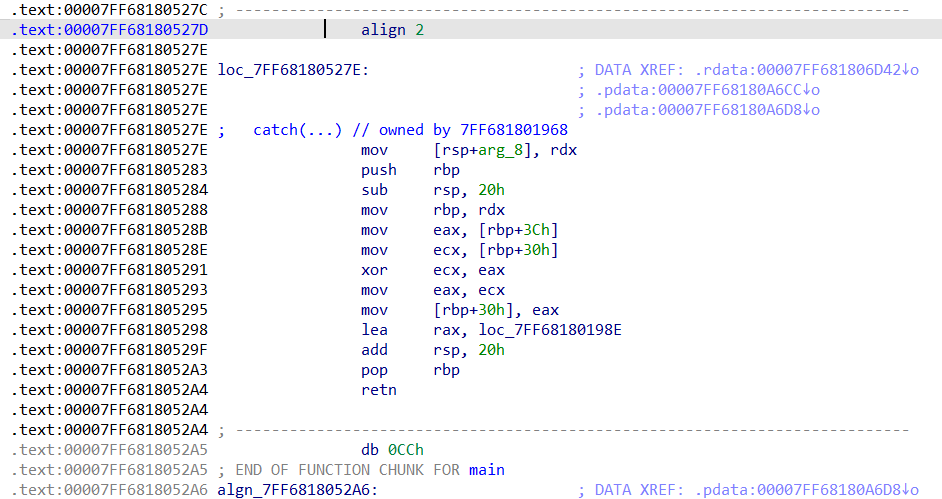 .text:00007FF68180527C ; ---------------------------------------------------------------------------
.text:00007FF68180527D                 align 2
.text:00007FF68180527E
.text:00007FF68180527E loc_7FF68180527E:                       ; DATA XREF: .rdata:00007FF681806D42↓o
.text:00007FF68180527E                                         ; .pdata:00007FF68180A6CC↓o
.text:00007FF68180527E                                         ; .pdata:00007FF68180A6D8↓o
.text:00007FF68180527E ;   catch(...) // owned by 7FF681801968
.text:00007FF68180527E                 mov     [rsp+arg_8], rdx
.text:00007FF681805283                 push    rbp
.text:00007FF681805284                 sub     rsp, 20h
.text:00007FF681805288                 mov     rbp, rdx
.text:00007FF68180528B                 mov     eax, [rbp+3Ch]
.text:00007FF68180528E                 mov     ecx, [rbp+30h]
.text:00007FF681805291                 xor     ecx, eax
.text:00007FF681805293                 mov     eax, ecx
.text:00007FF681805295                 mov     [rbp+30h], eax
.text:00007FF681805298                 lea     rax, loc_7FF68180198E
.text:00007FF68180529F                 add     rsp, 20h
.text:00007FF6818052A3                 pop     rbp
.text:00007FF6818052A4                 retn
.text:00007FF6818052A4
.text:00007FF6818052A4 ; ---------------------------------------------------------------------------
.text:00007FF6818052A5                 db 0CCh
.text:00007FF6818052A5 ; END OF FUNCTION CHUNK FOR main
.text:00007FF6818052A6 algn_7FF6818052A6:                      ; DATA XREF: .pdata:00007FF68180A6D8↓o